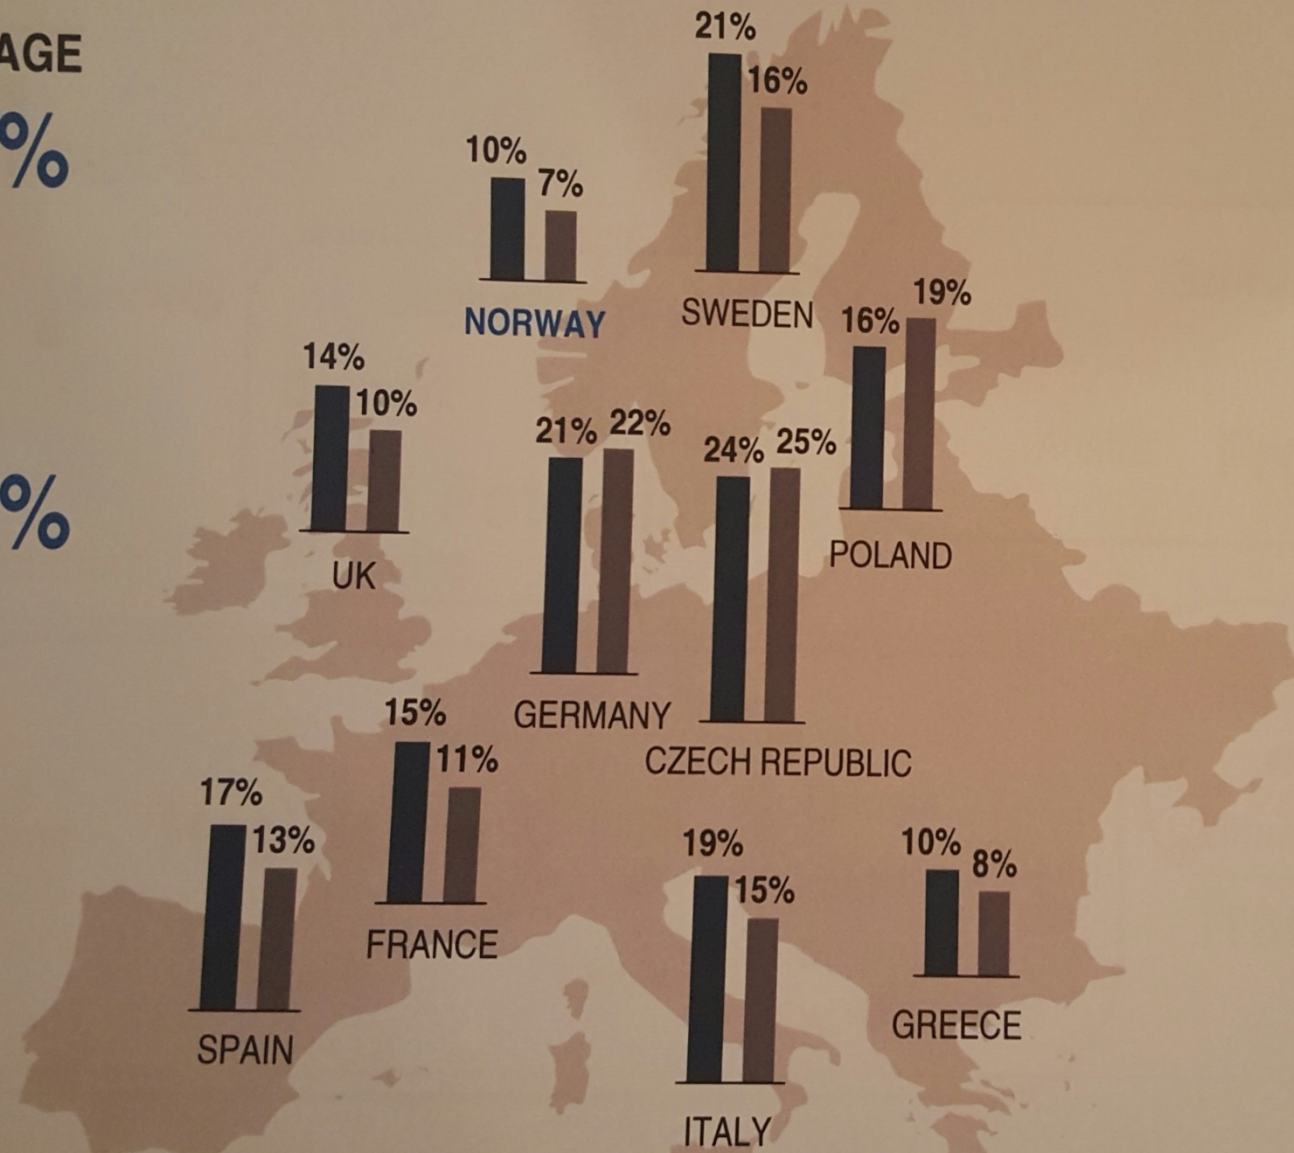 AGE
%
%
21%
16%
SWEDEN
10%
7%
NORWAY
16%
19%
POLAND
14%
10%
UK
21%
22%
GERMANY
24%
25%
CZECH REPUBLIC
15%
11%
FRANCE
17%
13%
SPAIN
19%
15%
ITALY
10%
8%
GREECE